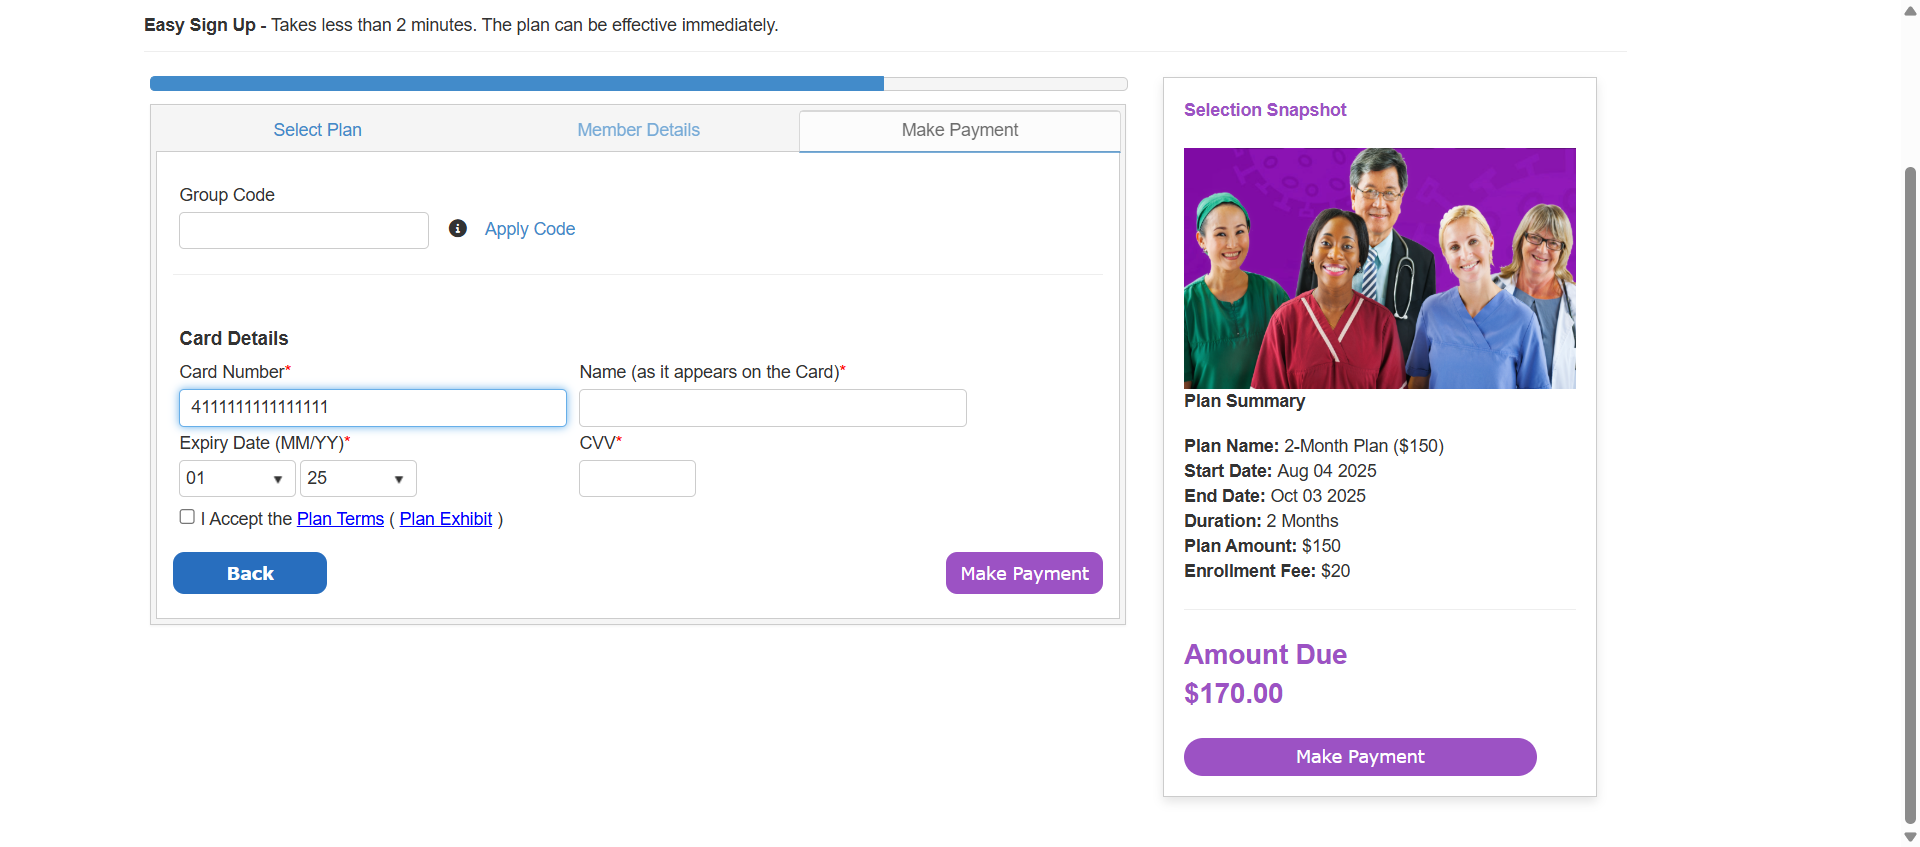 Easy Sign Up - Takes less than 2 minutes. The plan can be effective immediately.
Select Plan
Member Details
Make Payment
Group Code
Apply Code
Card Details
Card Number*
Name (as it appears on the Card)*
4111111111111111
Expiry Date (MM/YY)*
CVV*
01
25
I Accept the Plan Terms ( Plan Exhibit )
Back
Make Payment
Selection Snapshot
Plan Summary
Plan Name: 2-Month Plan ($150)
Start Date: Aug 04 2025
End Date: Oct 03 2025
Duration: 2 Months
Plan Amount: $150
Enrollment Fee: $20
Amount Due
$170.00
Make Payment